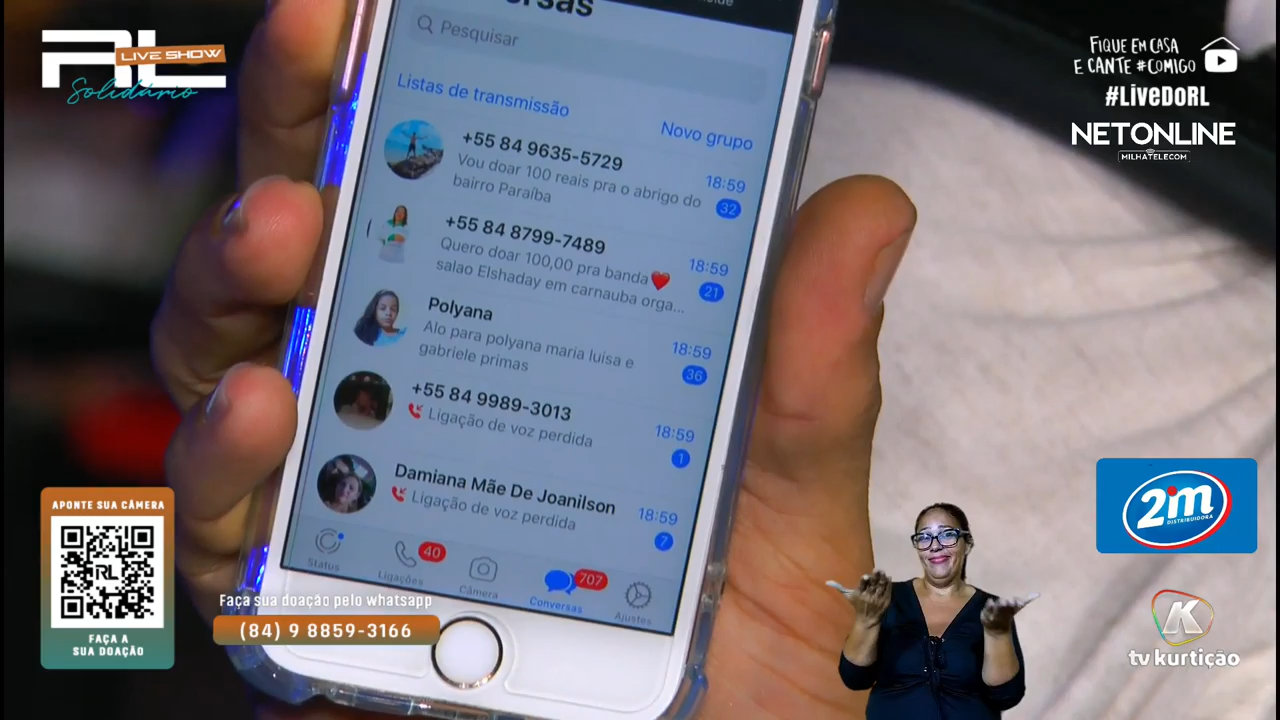 RL
LIVE SHOW
Solidário
FIQUE EM CASA
E CANTE #COMIGO
#LIVEDORL
NETONLINE
MILHATELECOM
Pesquisar
Listas de transmissão
Novo grupo
+55 84 9635-5729
18:59
Vou doar 100 reais pra o abrigo do
bairro Paraíba
32
+55 84 8799-7489
18:59
Quero doar 100,00 pra banda❤️
salao Elshaday em carnauba orga...
21
Polyana
18:59
Alo para polyana maria luisa e
gabriele primas
36
+55 84 9989-3013
18:59
Ligação de voz perdida
1
Damiana Mãe De Joanilson
18:59
Ligação de voz perdida
7
40
707
Status
Ligações
Câmera
Conversas
Ajustes
APONTE SUA CÂMERA
RL
FAÇA A
SUA DOAÇÃO
Faça sua doação pelo whatsapp
(84) 9 8859-3166
2m
DISTRIBUIDORA
K
tv kurtição